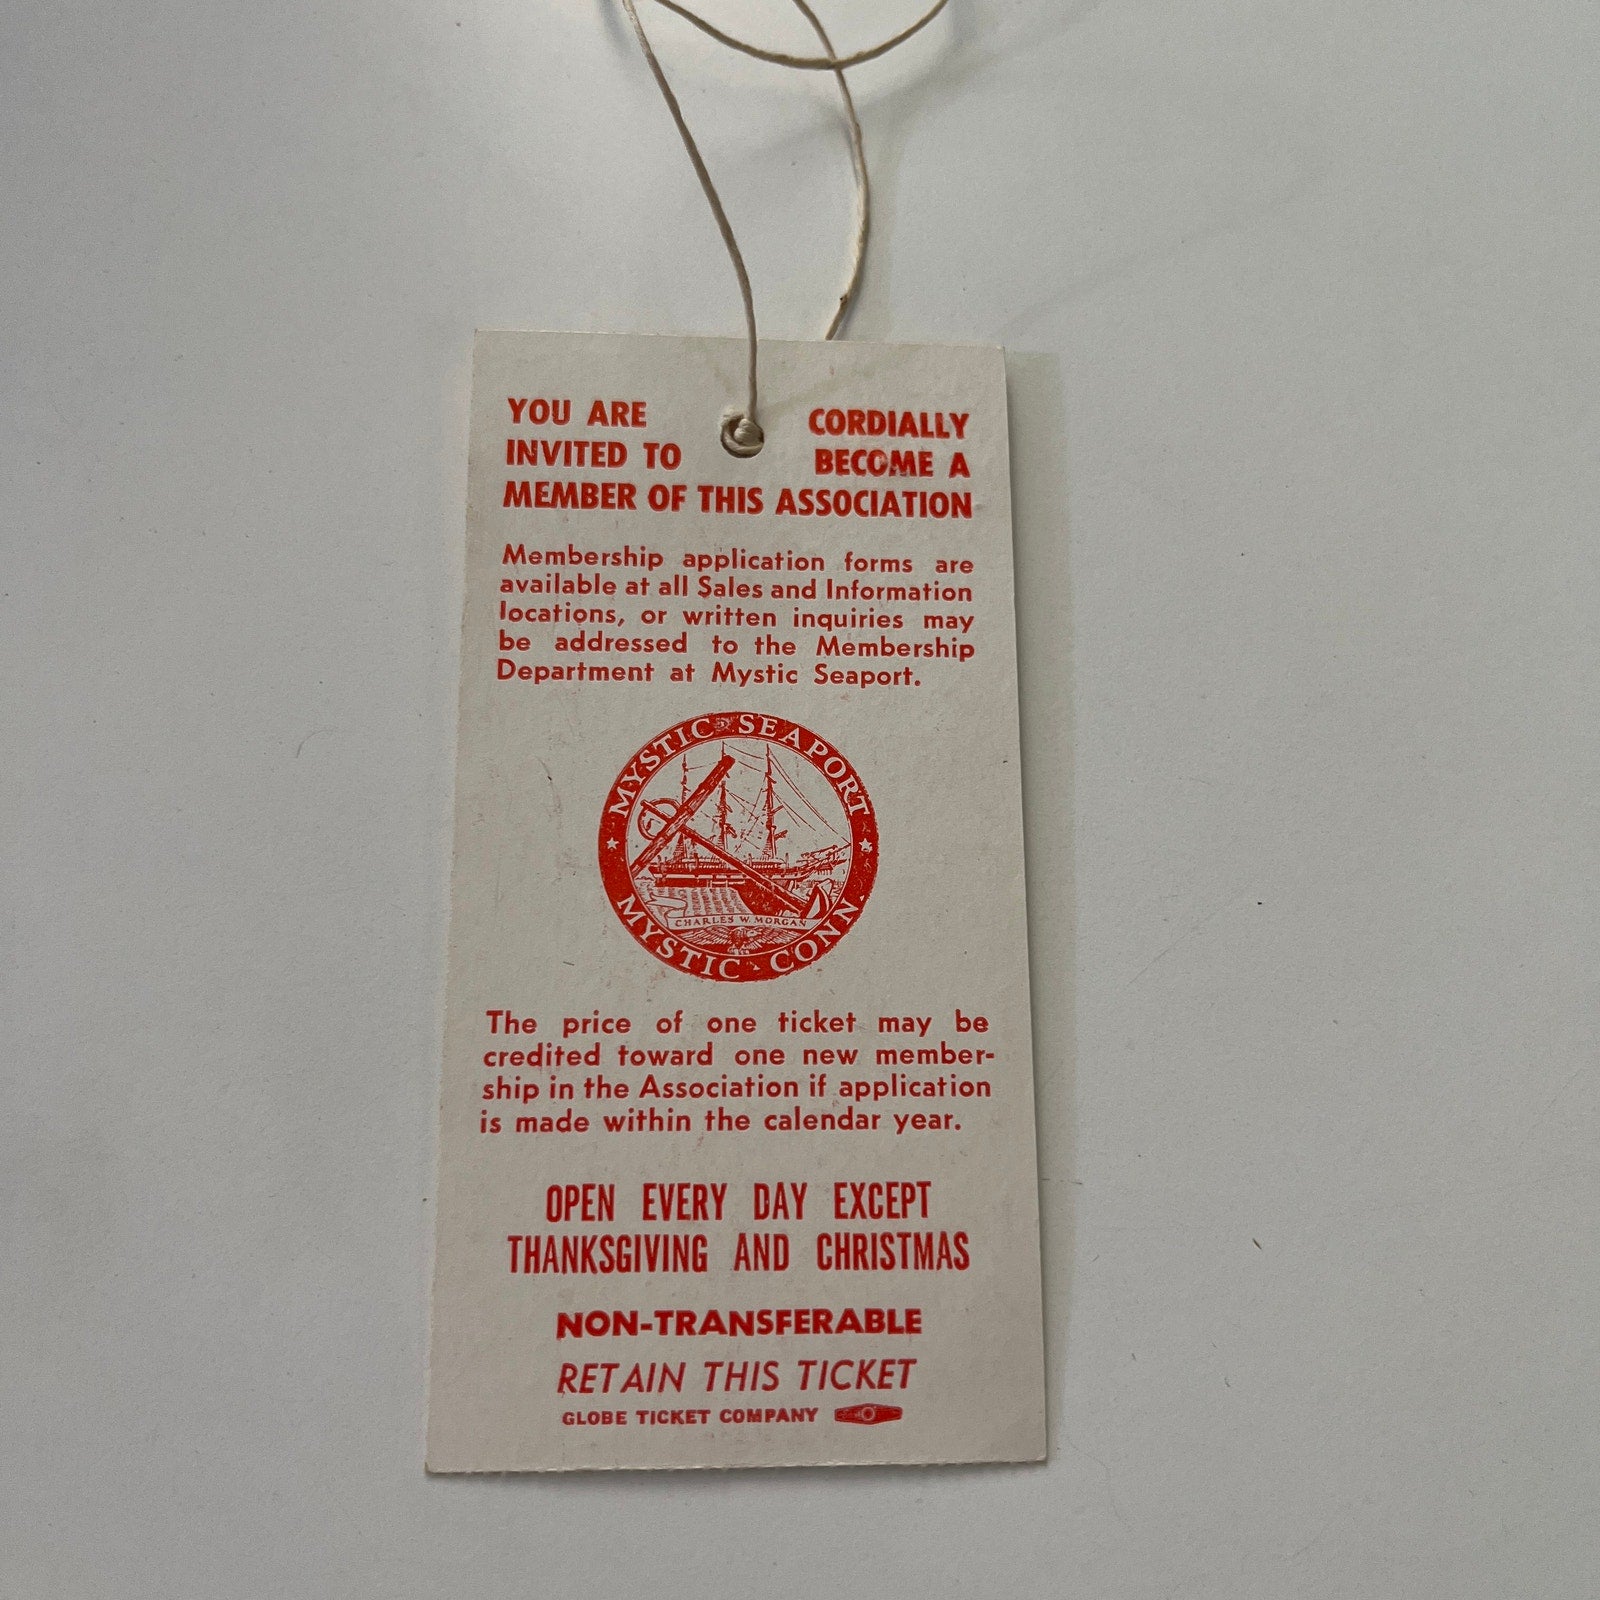 YOU ARE CORDIALLY
INVITED TO BECOME A
MEMBER OF THIS ASSOCIATION
Membership application forms are
available at all Sales and Information
locations, or written inquiries may
be addressed to the Membership
Department at Mystic Seaport.
MYSTIC SEAPORT
CHARLES W. MORGAN
MYSTIC CONN.
The price of one ticket may be
credited toward one new member-
ship in the Association if application
is made within the calendar year.
OPEN EVERY DAY EXCEPT
THANKSGIVING AND CHRISTMAS
NON-TRANSFERABLE
RETAIN THIS TICKET
GLOBE TICKET COMPANY